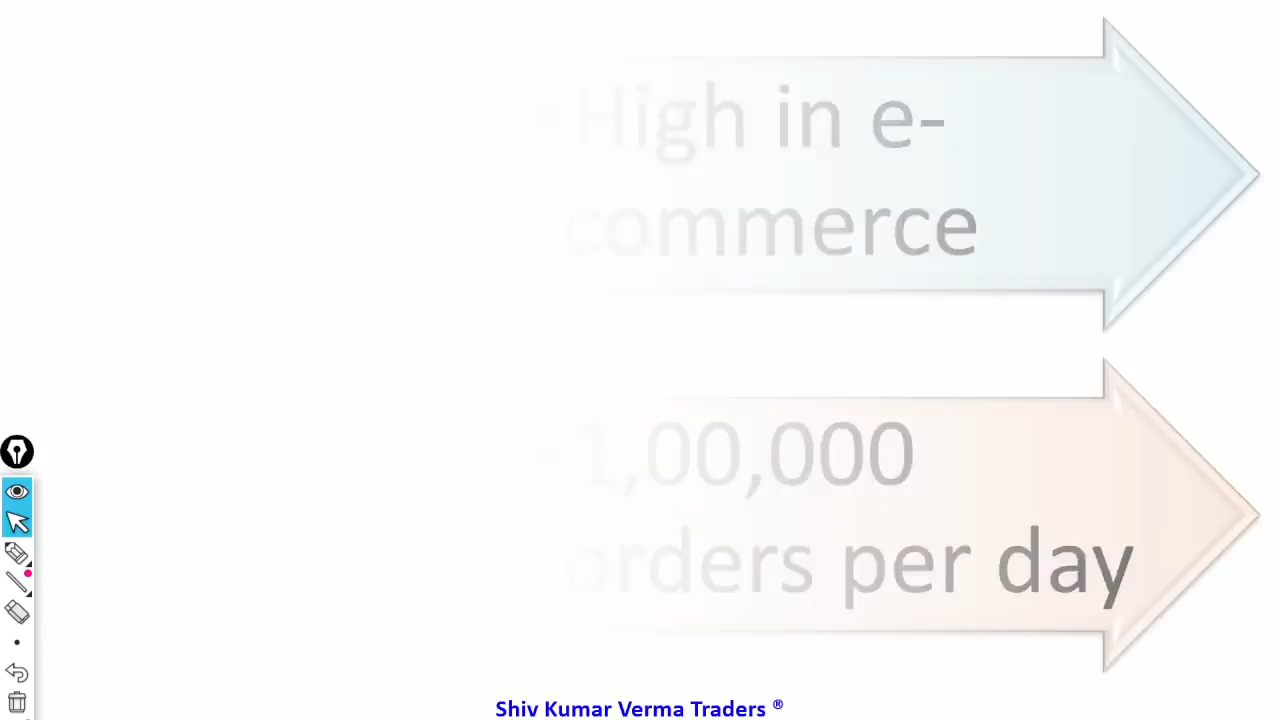 • High in e-
commerce
• 1,00,000
orders per day
Shiv Kumar Verma Traders ®